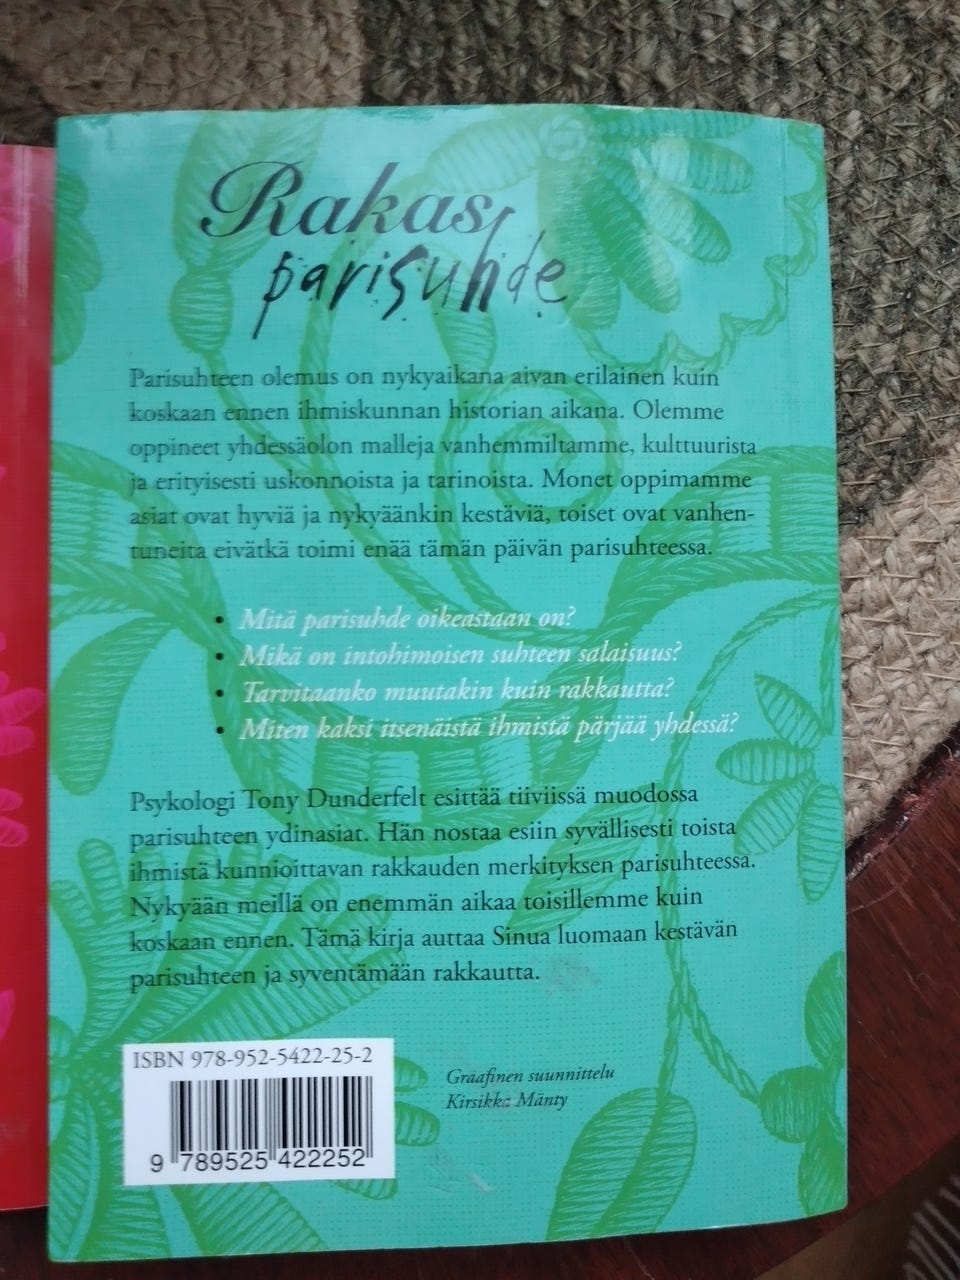 Rakas
parisuhde
Parisuhteen olemus on nykyaikana aivan erilainen kuin
koskaan ennen ihmiskunnan historian aikana. Olemme
oppineet yhdessäolon malleja vanhemmiltamme, kulttuurista
ja erityisesti uskonnoista ja tarinoista. Monet oppimamme
asiat ovat hyviä ja nykyäänkin kestäviä, toiset ovat vanhen-
tuneita eivätkä toimi enää tämän päivän parisuhteessa.
• Mitä parisuhde oikeastaan on?
• Mikä on intohimoisen suhteen salaisuus?
• Tarvitaanko muutakin kuin rakkautta?
• Miten kaksi itsenäistä ihmistä pärjää yhdessä?
Psykologi Tony Dunderfelt esittää tiiviissä muodossa
parisuhteen ydinasiat. Hän nostaa esiin syvällisesti toista
ihmistä kunnioittavan rakkauden merkityksen parisuhteessa.
Nykyään meillä on enemmän aikaa toisillemme kuin
koskaan ennen. Tämä kirja auttaa Sinua luomaan kestävän
parisuhteen ja syventämään rakkautta.
ISBN 978-952-5422-25-2
9 789525 422252
Graafinen suunnittelu
Kirsikka Mänty